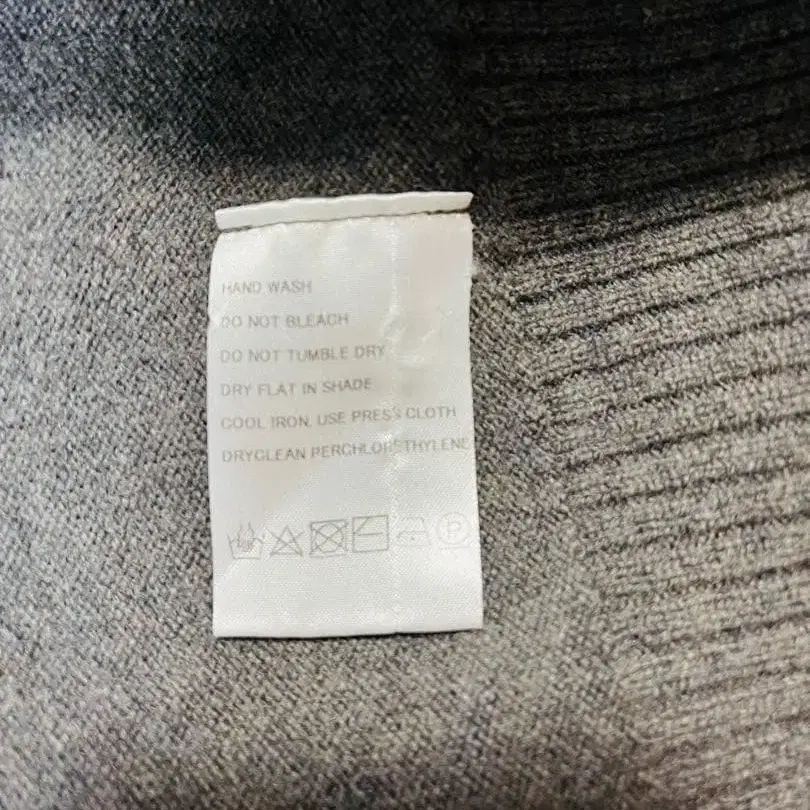 HAND WASH
DO NOT BLEACH
DO NOT TUMBLE DRY
DRY FLAT IN SHADE
COOL IRON, USE PRESS CLOTH
DRYCLEAN PERCHLORETHYLENE
P